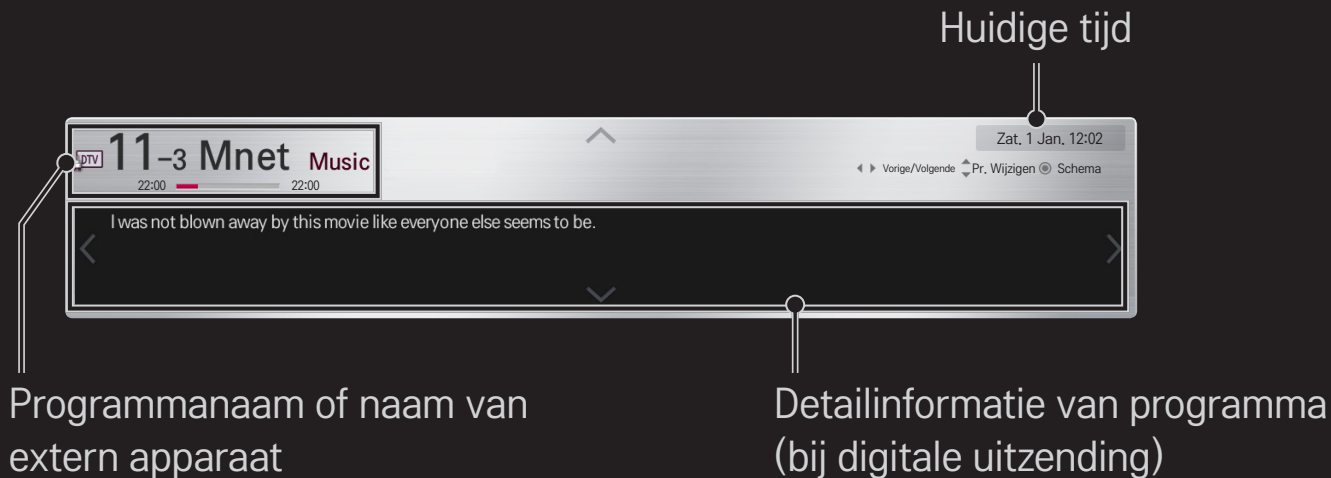 Huidige tijd
Zat. 1 Jan. 12:02
DTV 11-3 Mnet Music
◀ ▶ Vorige/Volgende Pr. Wijzigen ◉ Schema
22:00 22:00
I was not blown away by this movie like everyone else seems to be.
Programmanaam of naam van
extern apparaat
Detailinformatie van programma
(bij digitale uitzending)